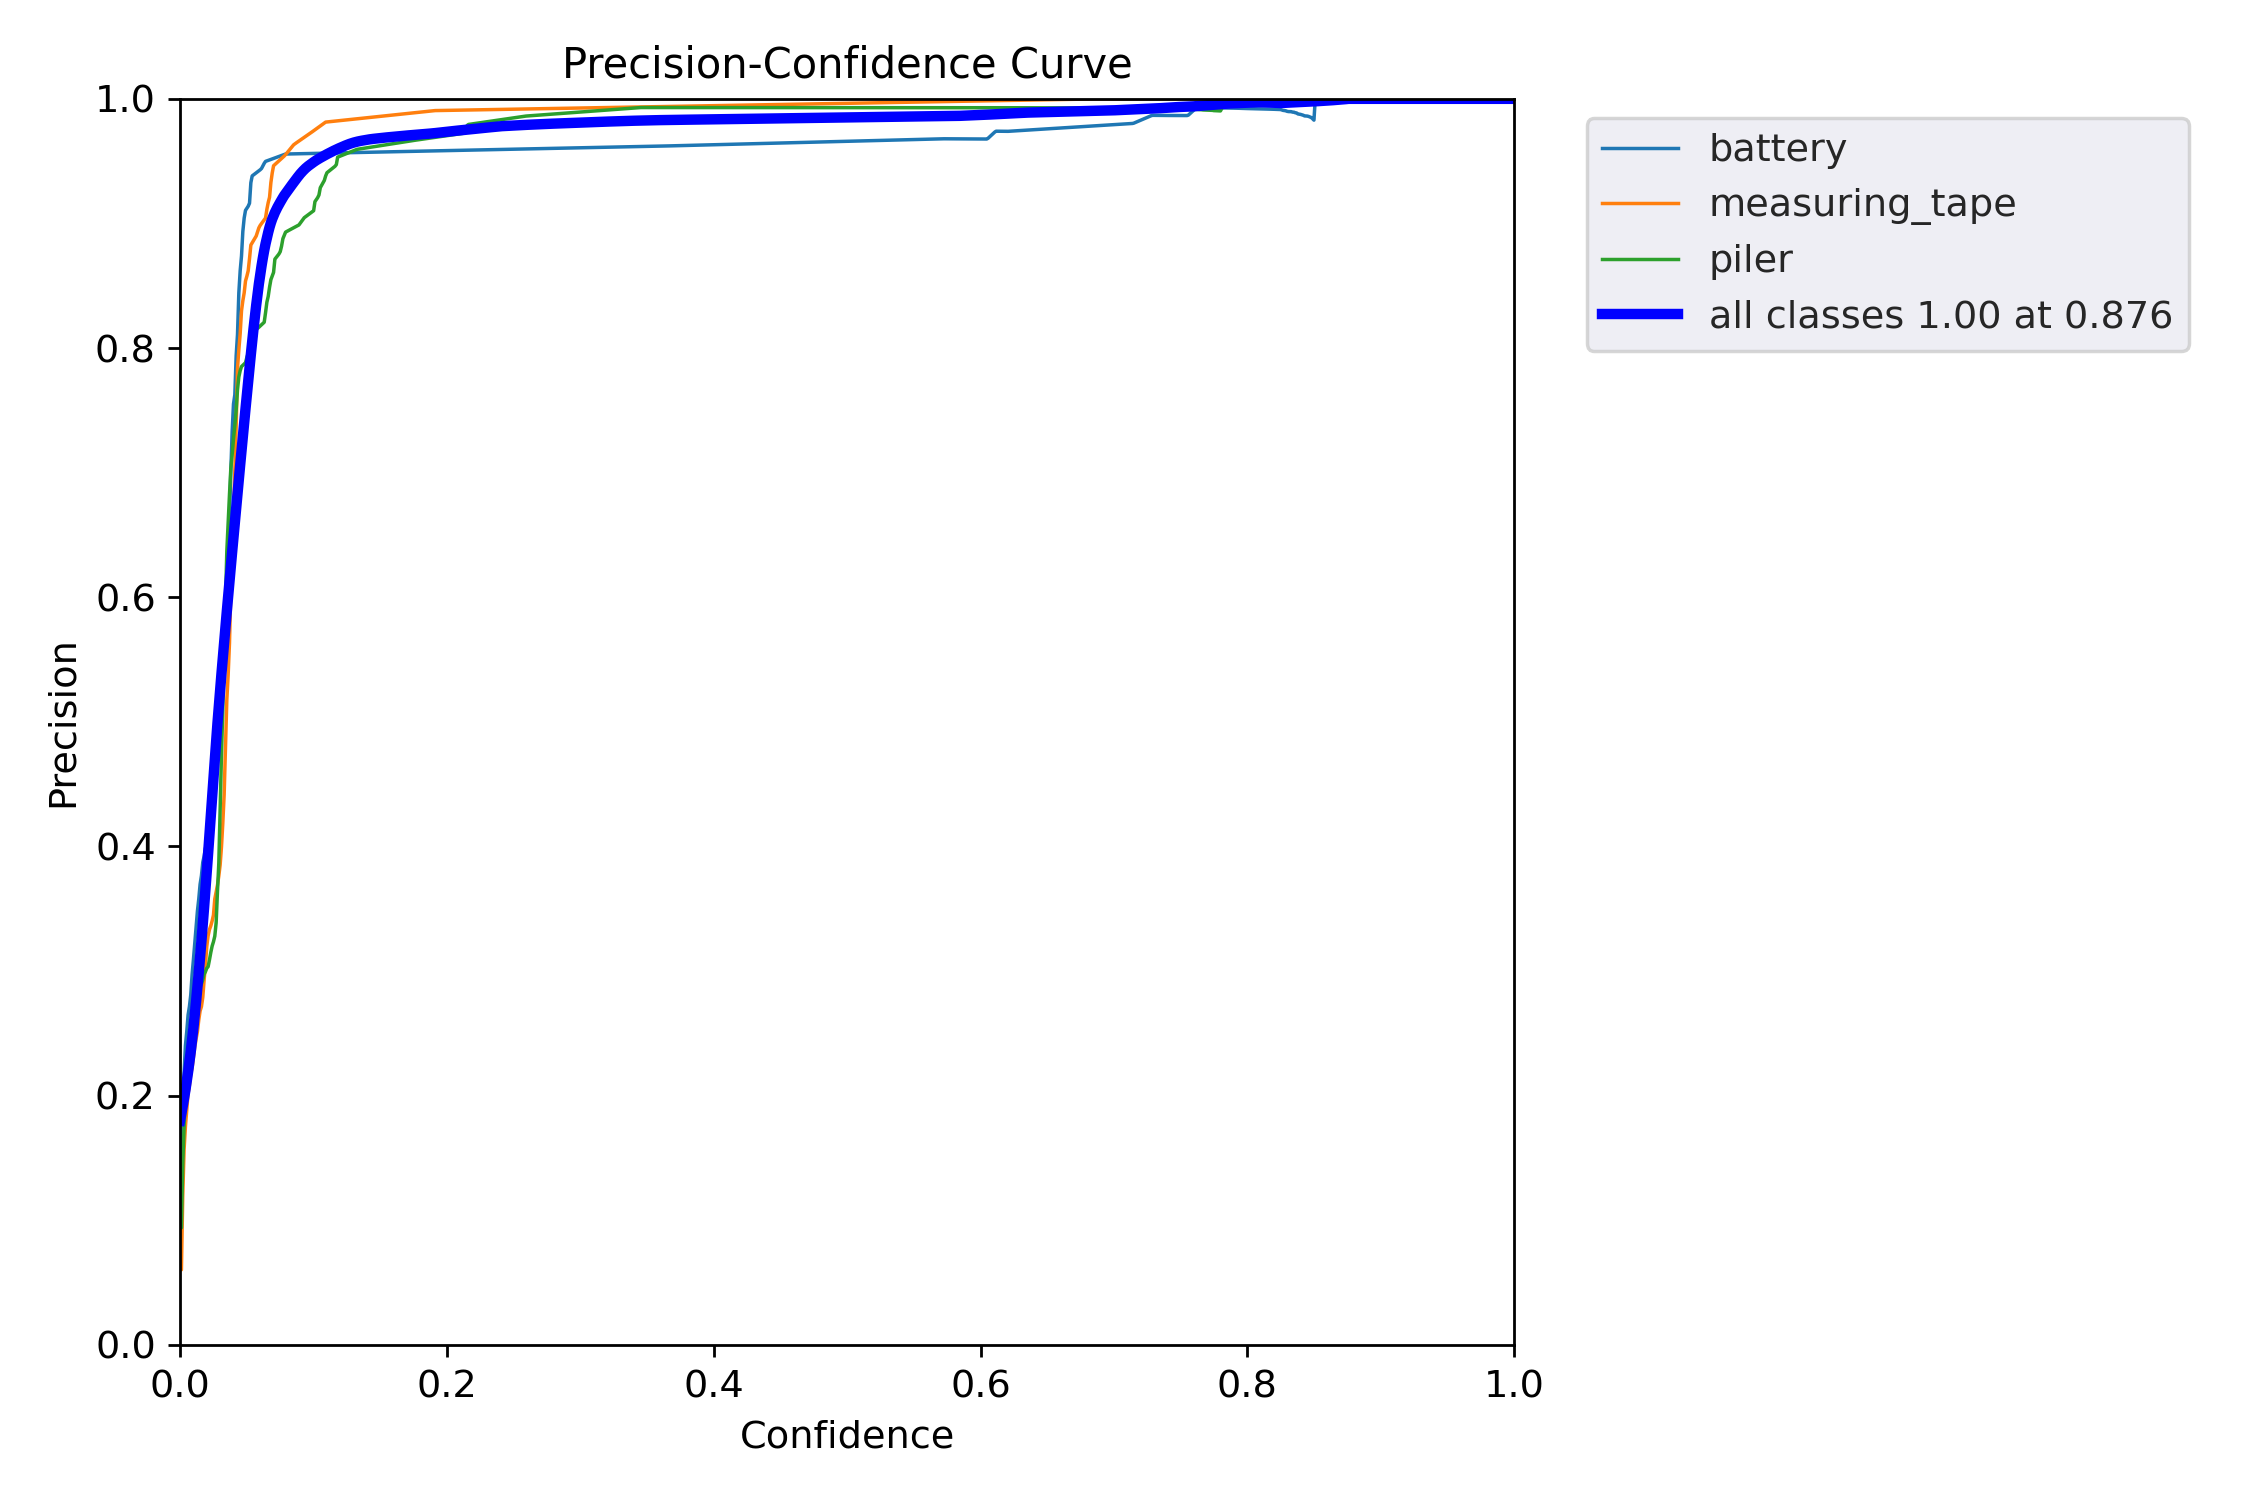 Precision-Confidence Curve
1.0
0.8
0.6
0.4
0.2
0.0
Precision
0.0 0.2 0.4 0.6 0.8 1.0
Confidence
battery
measuring_tape
piler
all classes 1.00 at 0.876